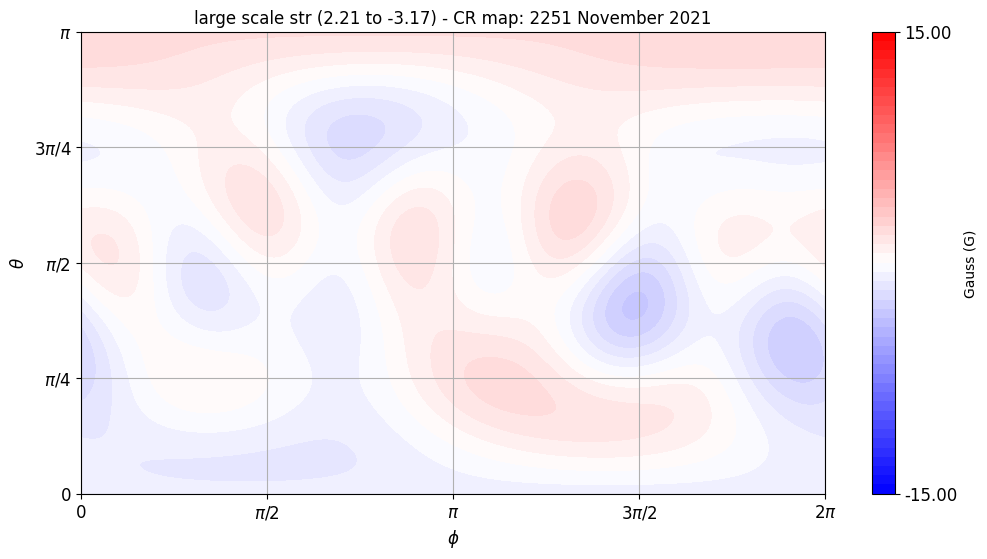 large scale str (2.21 to -3.17) - CR map: 2251 November 2021
π
3π/4
π/2
π/4
0
θ
0
π/2
π
3π/2
2π
ϕ
15.00
-15.00
Gauss (G)